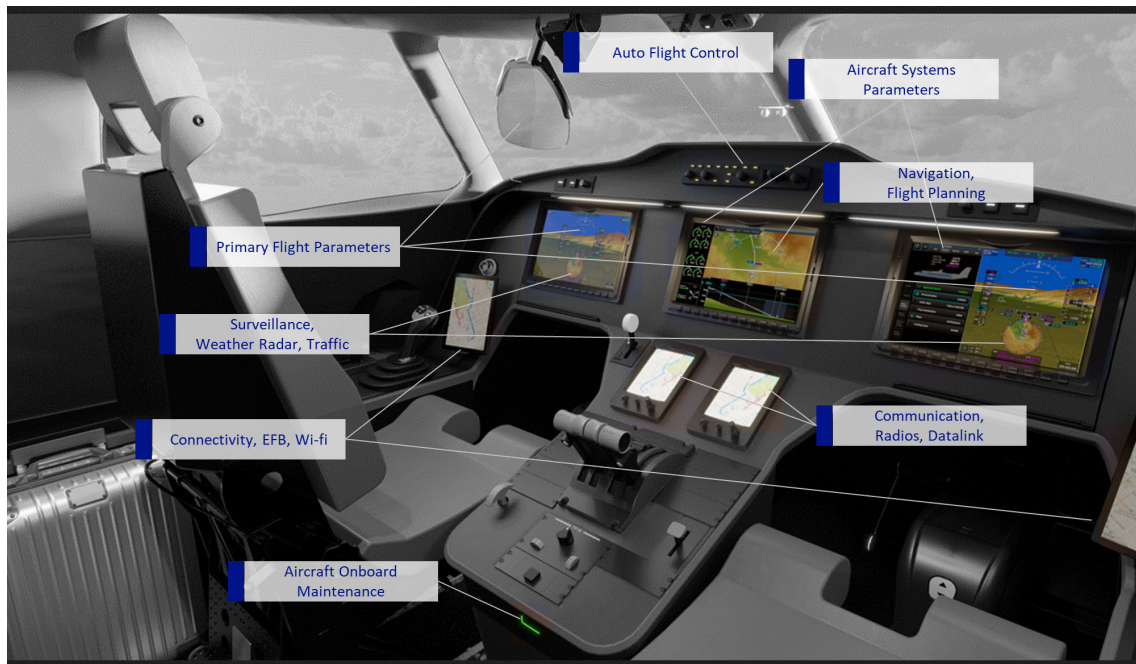 Auto Flight Control
Aircraft Systems
Parameters
Navigation,
Flight Planning
Primary Flight Parameters
Surveillance,
Weather Radar, Traffic
Connectivity, EFB, Wi-fi
Communication,
Radios, Datalink
Aircraft Onboard
Maintenance